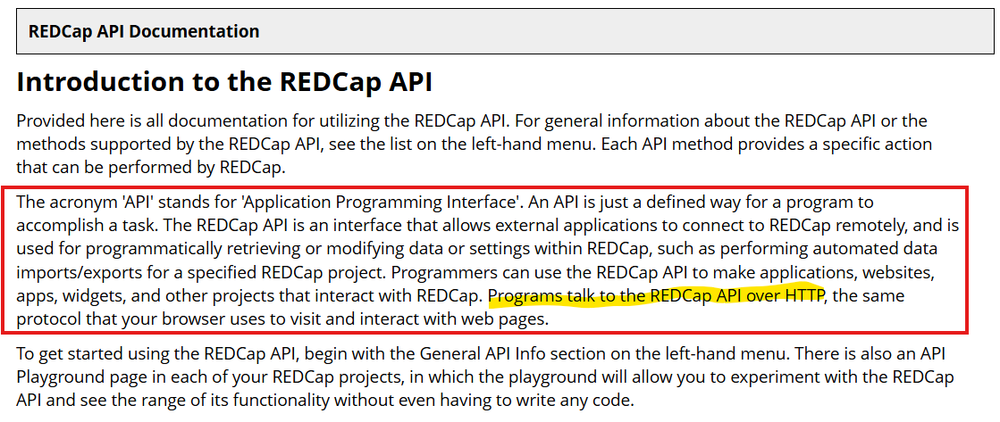 REDCap API Documentation
Introduction to the REDCap API
Provided here is all documentation for utilizing the REDCap API. For general information about the REDCap API or the
methods supported by the REDCap API, see the list on the left-hand menu. Each API method provides a specific action
that can be performed by REDCap.
The acronym 'API' stands for 'Application Programming Interface'. An API is just a defined way for a program to
accomplish a task. The REDCap API is an interface that allows external applications to connect to REDCap remotely, and is
used for programmatically retrieving or modifying data or settings within REDCap, such as performing automated data
imports/exports for a specified REDCap project. Programmers can use the REDCap API to make applications, websites,
apps, widgets, and other projects that interact with REDCap. Programs talk to the REDCap API over HTTP, the same
protocol that your browser uses to visit and interact with web pages.
To get started using the REDCap API, begin with the General API Info section on the left-hand menu. There is also an API
Playground page in each of your REDCap projects, in which the playground will allow you to experiment with the REDCap
API and see the range of its functionality without even having to write any code.